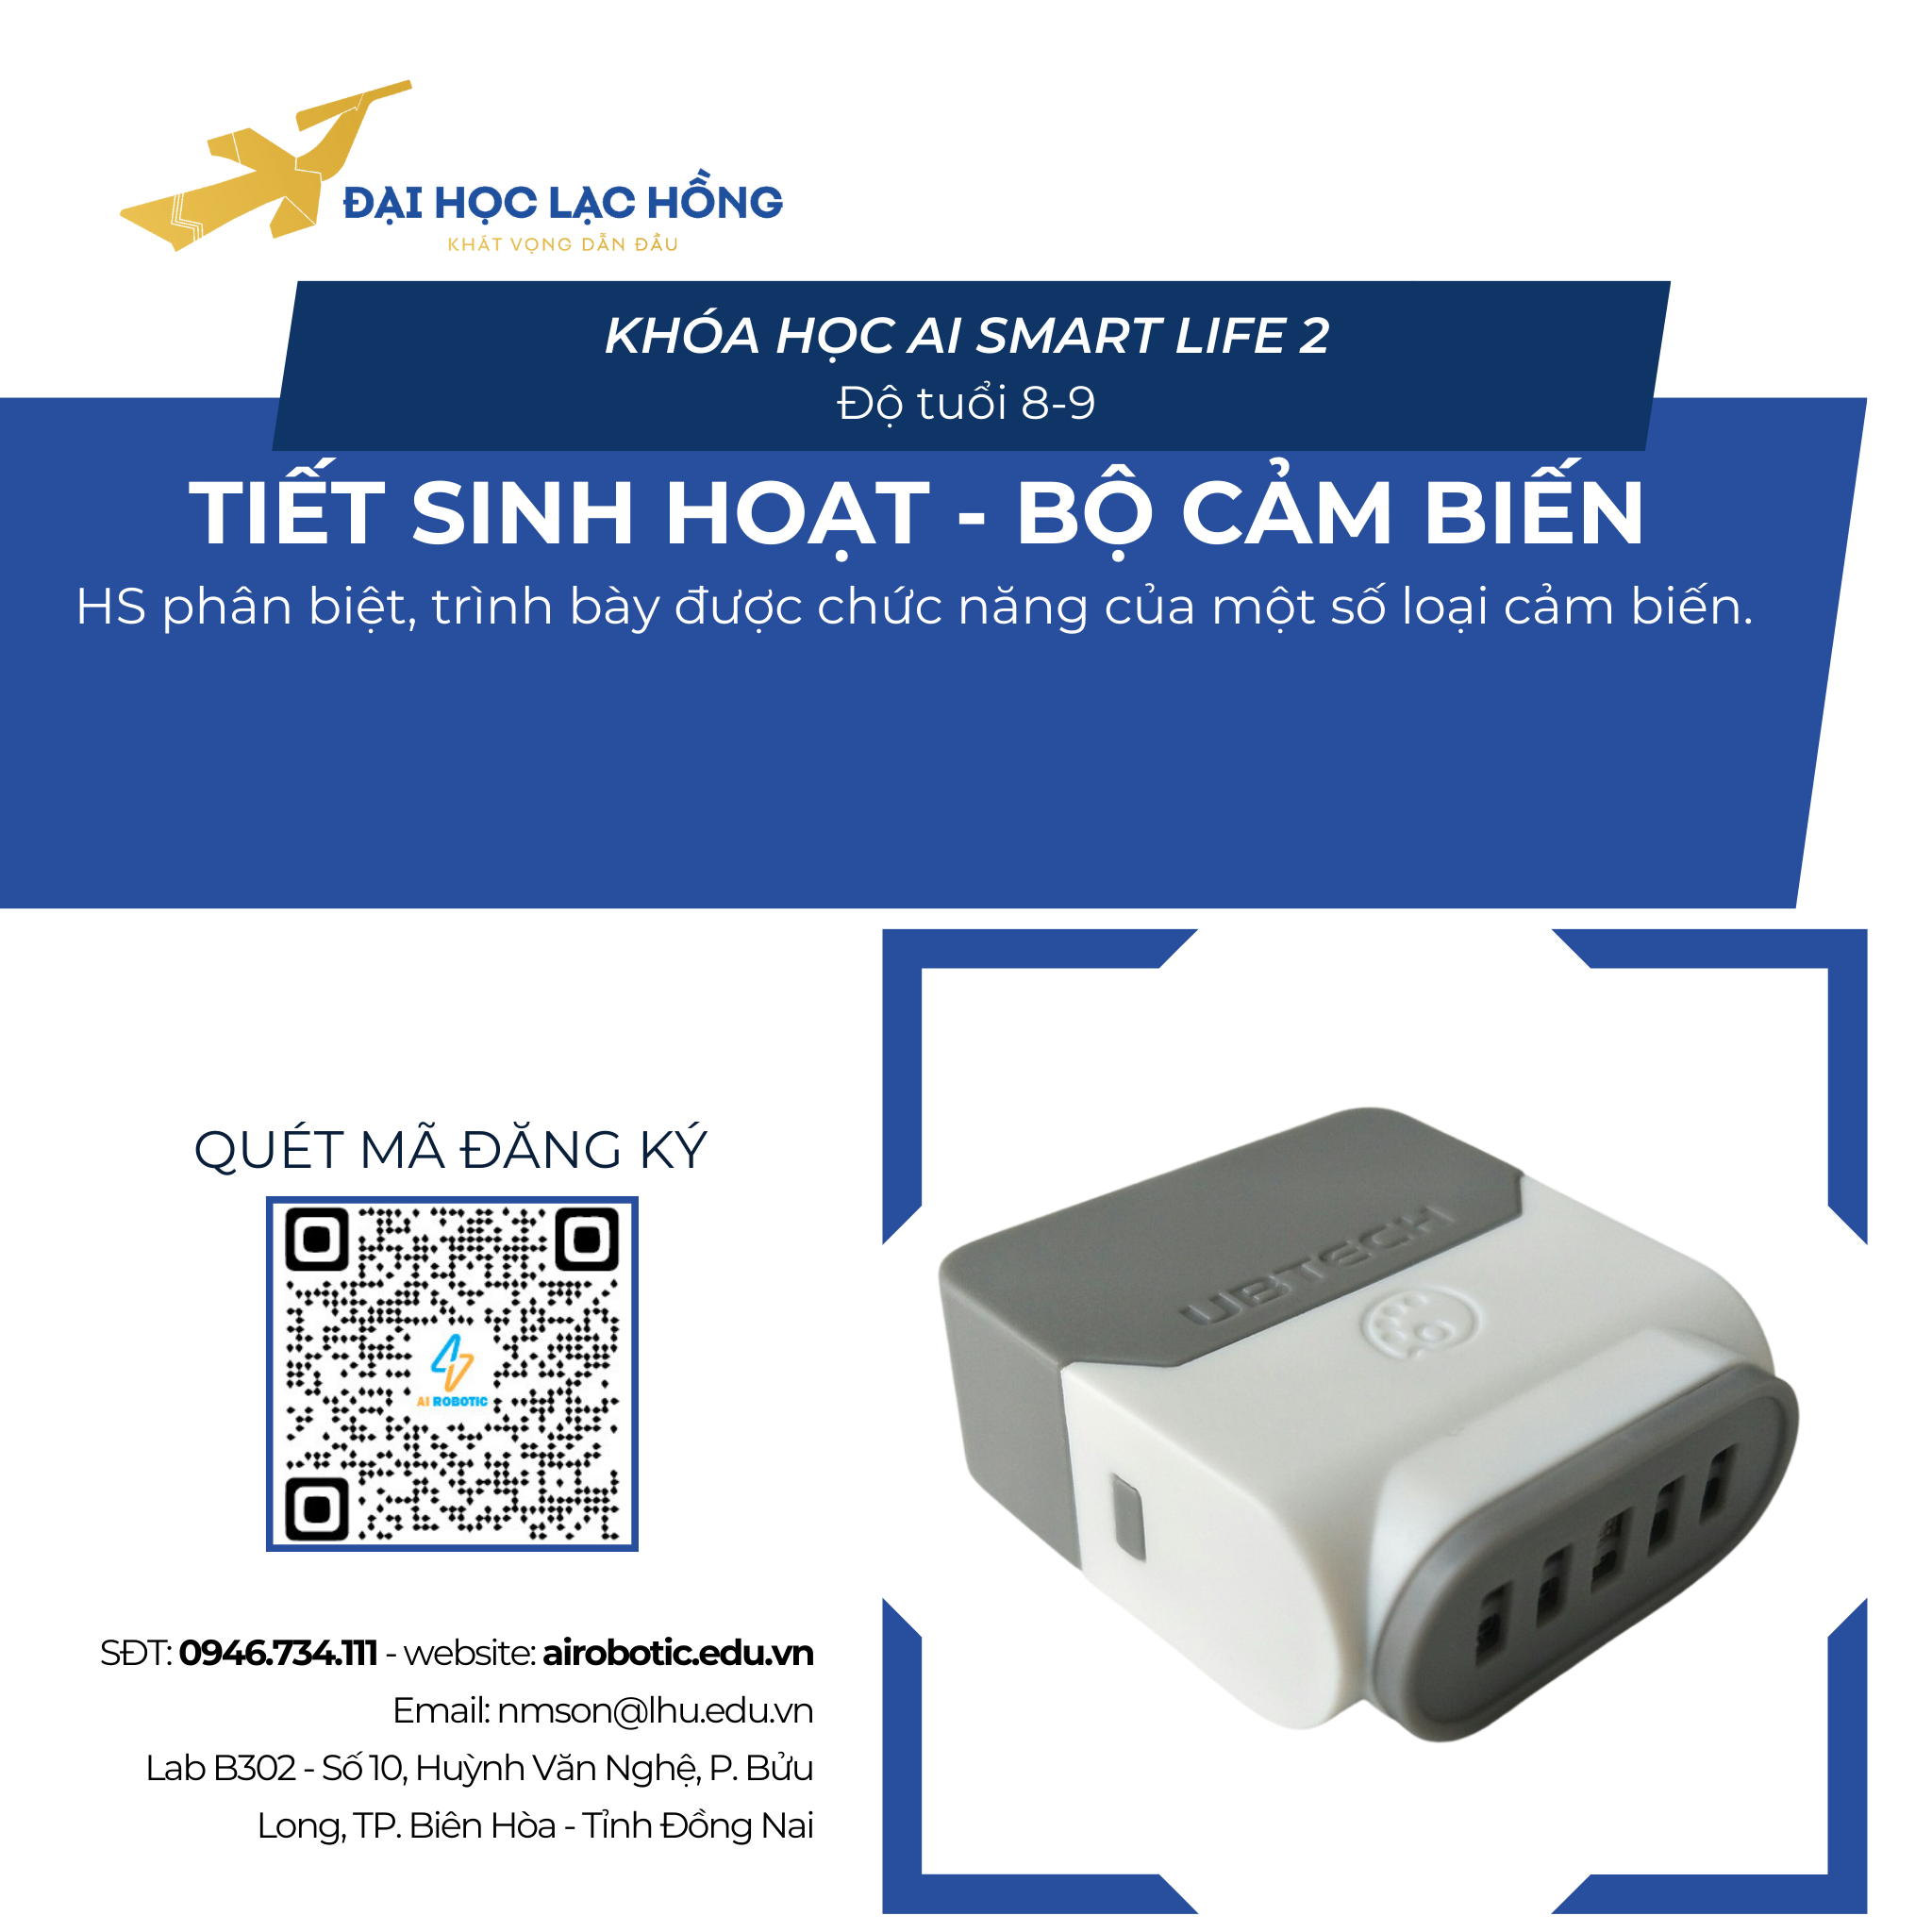 ĐẠI HỌC LẠC HỒNG
KHÁT VỌNG DẪN ĐẦU
KHÓA HỌC AI SMART LIFE 2
Độ tuổi 8-9
TIẾT SINH HOẠT - BỘ CẢM BIẾN
HS phân biệt, trình bày được chức năng của một số loại cảm biến.
QUÉT MÃ ĐĂNG KÝ
AI ROBOTIC
UBTECH
SĐT: 0946.734.111 - website: airobotic.edu.vn
Email: nmson@lhu.edu.vn
Lab B302 - Số 10, Huỳnh Văn Nghệ, P. Bửu
Long, TP. Biên Hòa - Tỉnh Đồng Nai